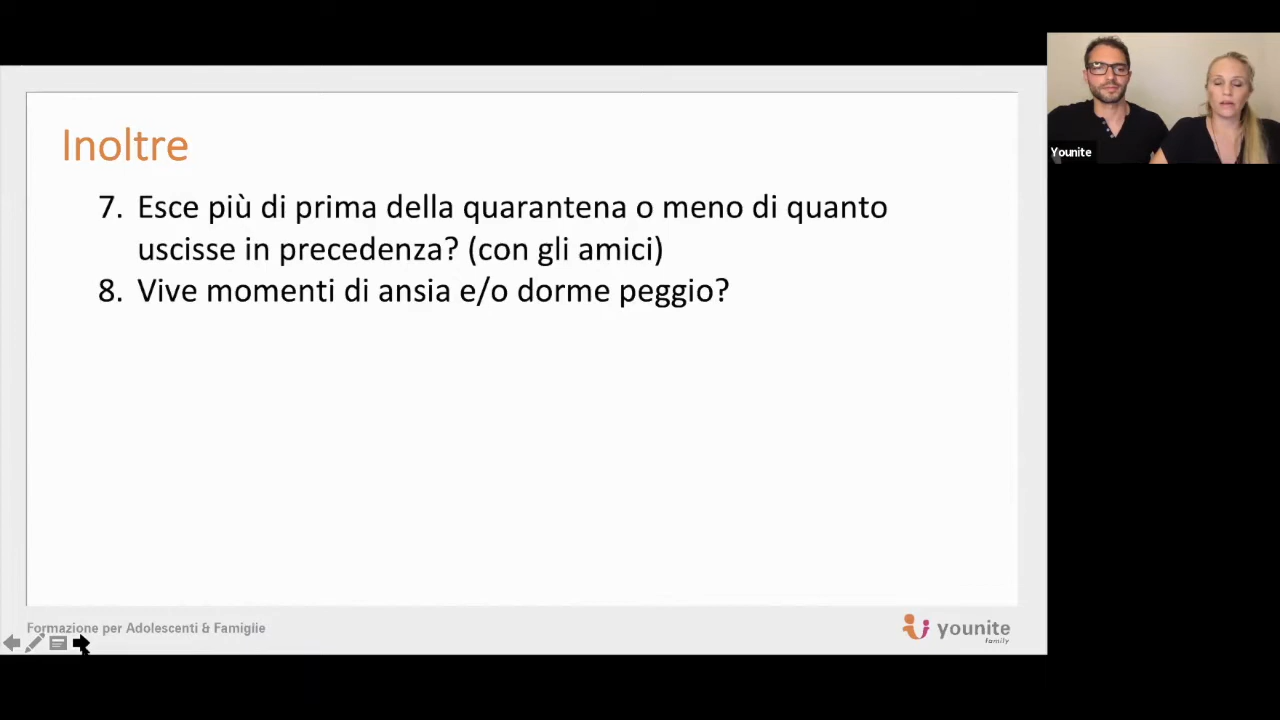 Inoltre
7. Esce più di prima della quarantena o meno di quanto
uscisse in precedenza? (con gli amici)
8. Vive momenti di ansia e/o dorme peggio?
Formazione per Adolescenti & Famiglie
younite
family
Younite